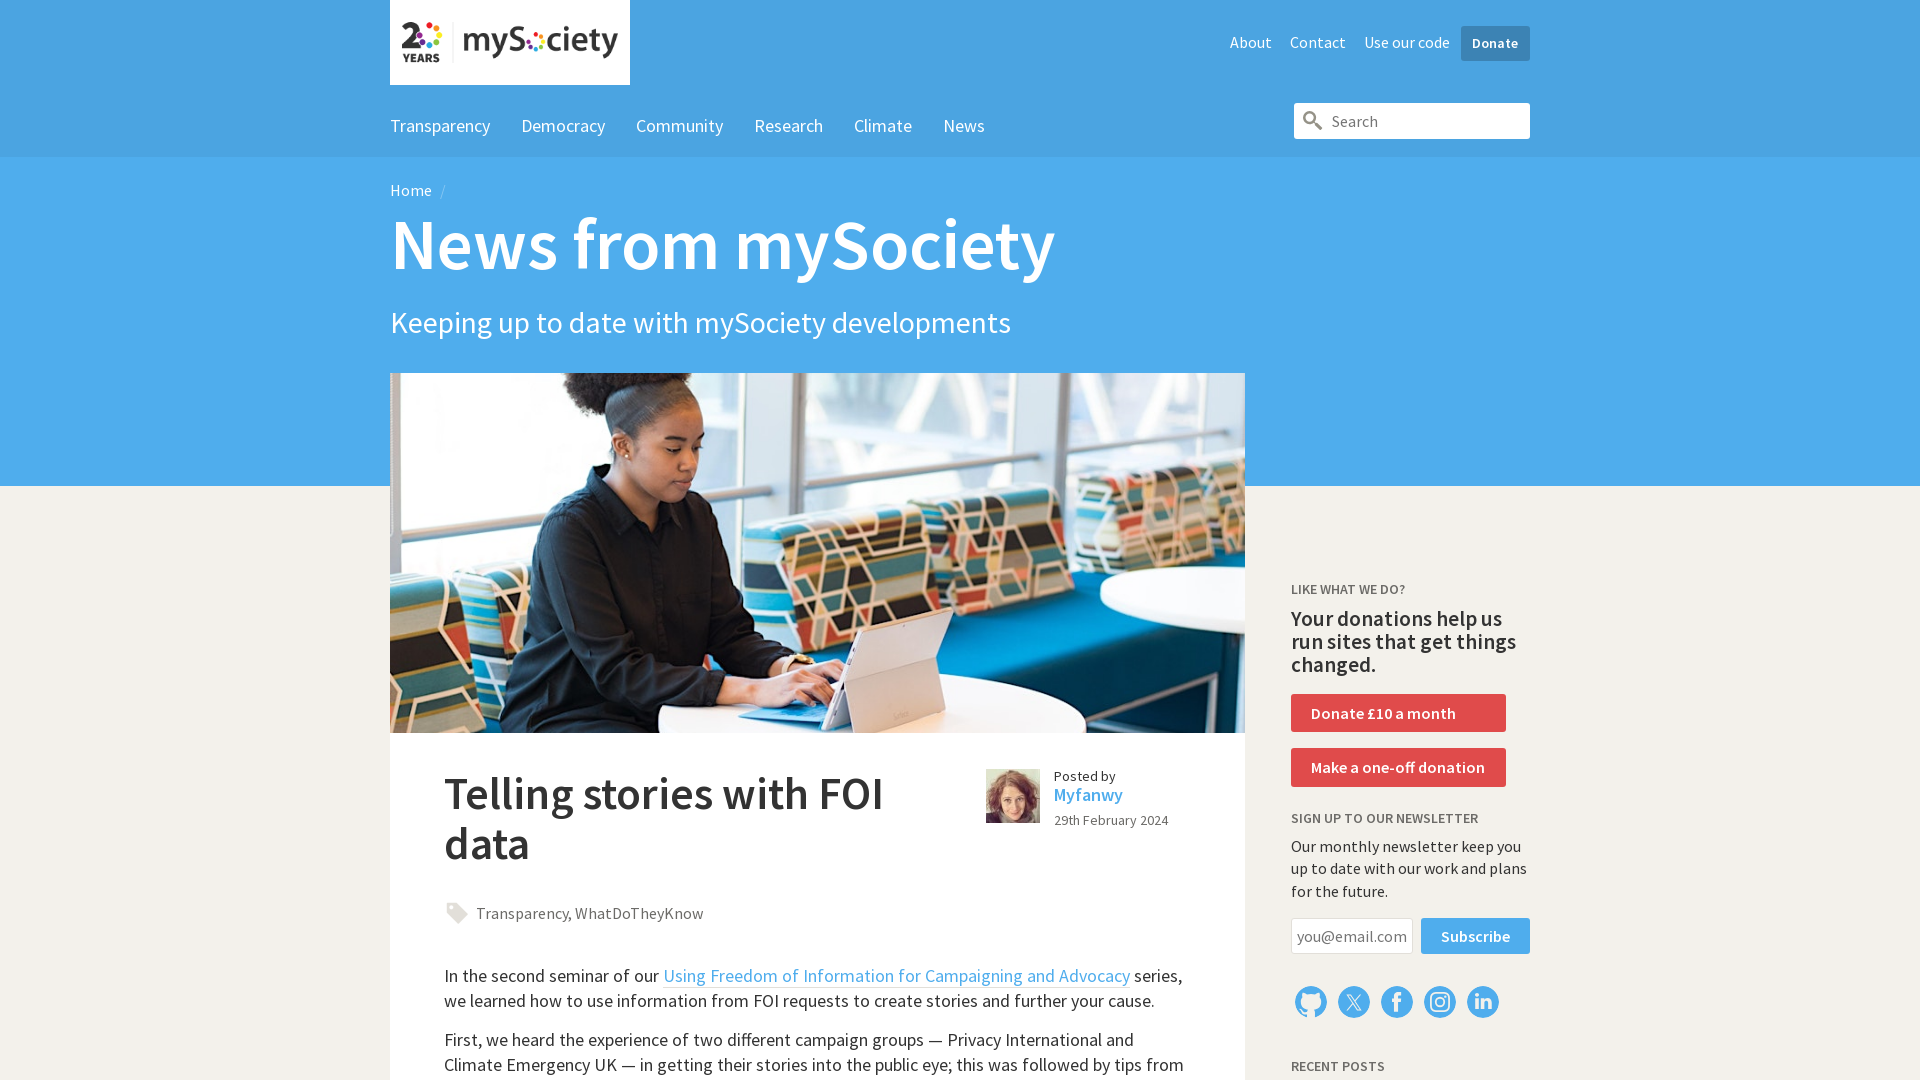 20 YEARS mySociety
About Contact Use our code Donate
Transparency Democracy Community Research Climate News
Search
Home /
News from mySociety
Keeping up to date with mySociety developments
Telling stories with FOI
data
Posted by
Myfanwy
29th February 2024
Transparency, WhatDoTheyKnow
In the second seminar of our Using Freedom of Information for Campaigning and Advocacy series,
we learned how to use information from FOI requests to create stories and further your cause.
First, we heard the experience of two different campaign groups — Privacy International and
Climate Emergency UK — in getting their stories into the public eye; this was followed by tips from
LIKE WHAT WE DO?
Your donations help us
run sites that get things
changed.
Donate £10 a month
Make a one-off donation
SIGN UP TO OUR NEWSLETTER
Our monthly newsletter keep you
up to date with our work and plans
for the future.
you@email.com Subscribe
RECENT POSTS